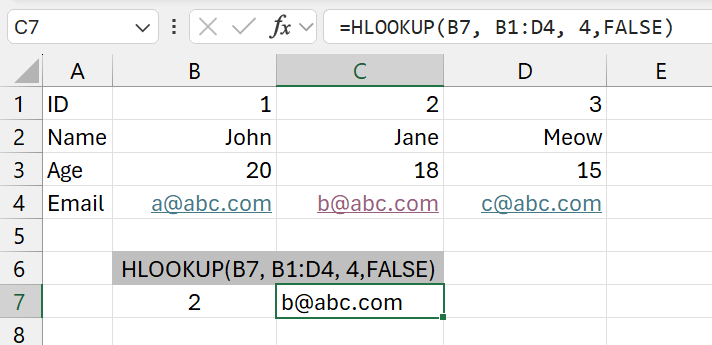 C7 fx =HLOOKUP(B7, B1:D4, 4,FALSE)
A B C D E
1 ID 1 2 3
2 Name John Jane Meow
3 Age 20 18 15
4 Email a@abc.com b@abc.com c@abc.com
5
6 HLOOKUP(B7, B1:D4, 4,FALSE)
7 2 b@abc.com
8